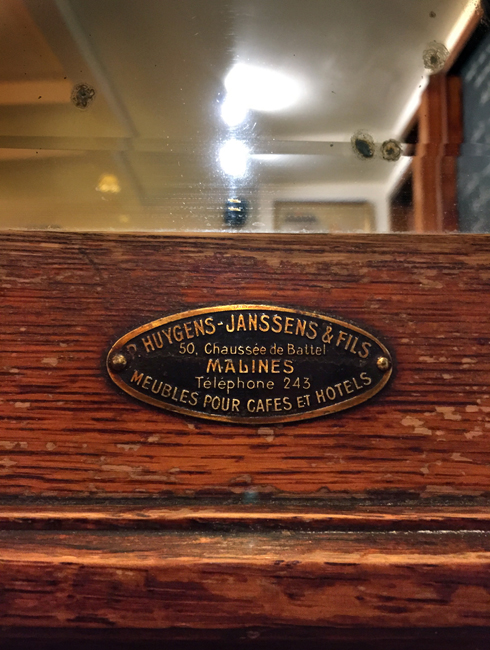 HUYGENS-JANSSENS & FILS
50, Chaussée de Battel
MALINES
Téléphone 243
MEUBLES POUR CAFES ET HOTELS